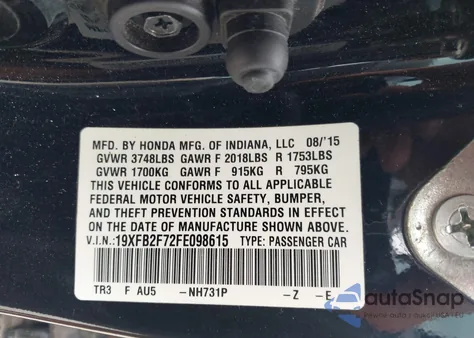 MFD. BY HONDA MFG. OF INDIANA, LLC 08/'15
GVWR 3748LBS GAWR F 2018LBS R 1753LBS
GVWR 1700KG GAWR F 915KG R 795KG
THIS VEHICLE CONFORMS TO ALL APPLICABLE
FEDERAL MOTOR VEHICLE SAFETY, BUMPER,
AND THEFT PREVENTION STANDARDS IN EFFECT
ON THE DATE OF MANUFACTURE SHOWN ABOVE.
V.I.N.:19XFB2F72FE098615 TYPE: PASSENGER CAR
TR3 F AU5 -NH731P -Z -E
autoSnap